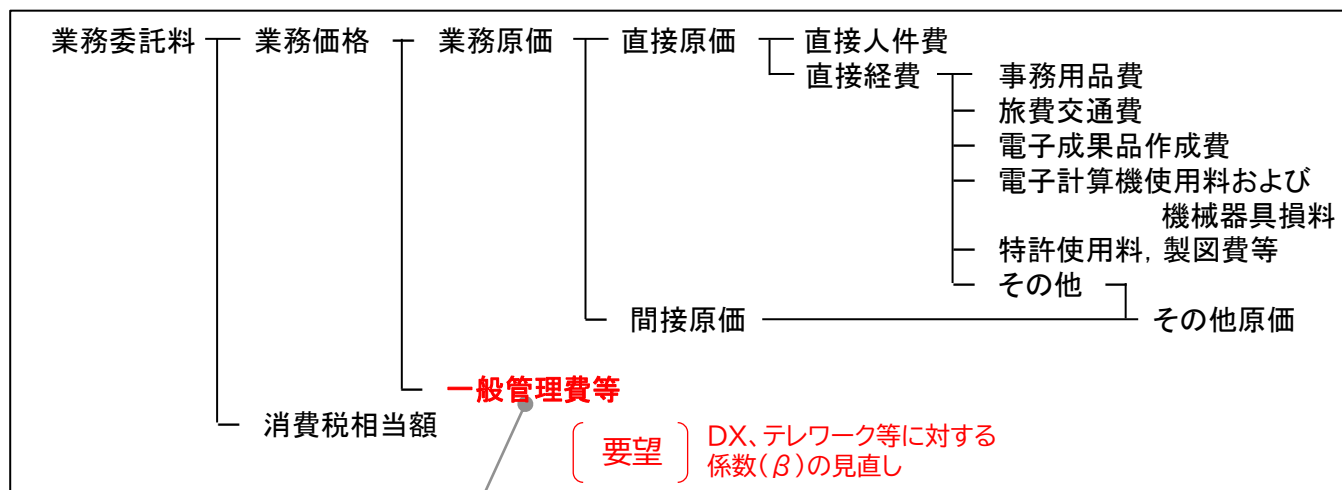 業務委託料 業務価格 業務原価 直接原価 直接人件費
直接経費 事務用品費
旅費交通費
電子成果品作成費
電子計算機使用料および
機械器具損料
特許使用料, 製図費等
その他
間接原価 その他原価
一般管理費等
消費税相当額
要望 DX、テレワーク等に対する
係数(β)の見直し